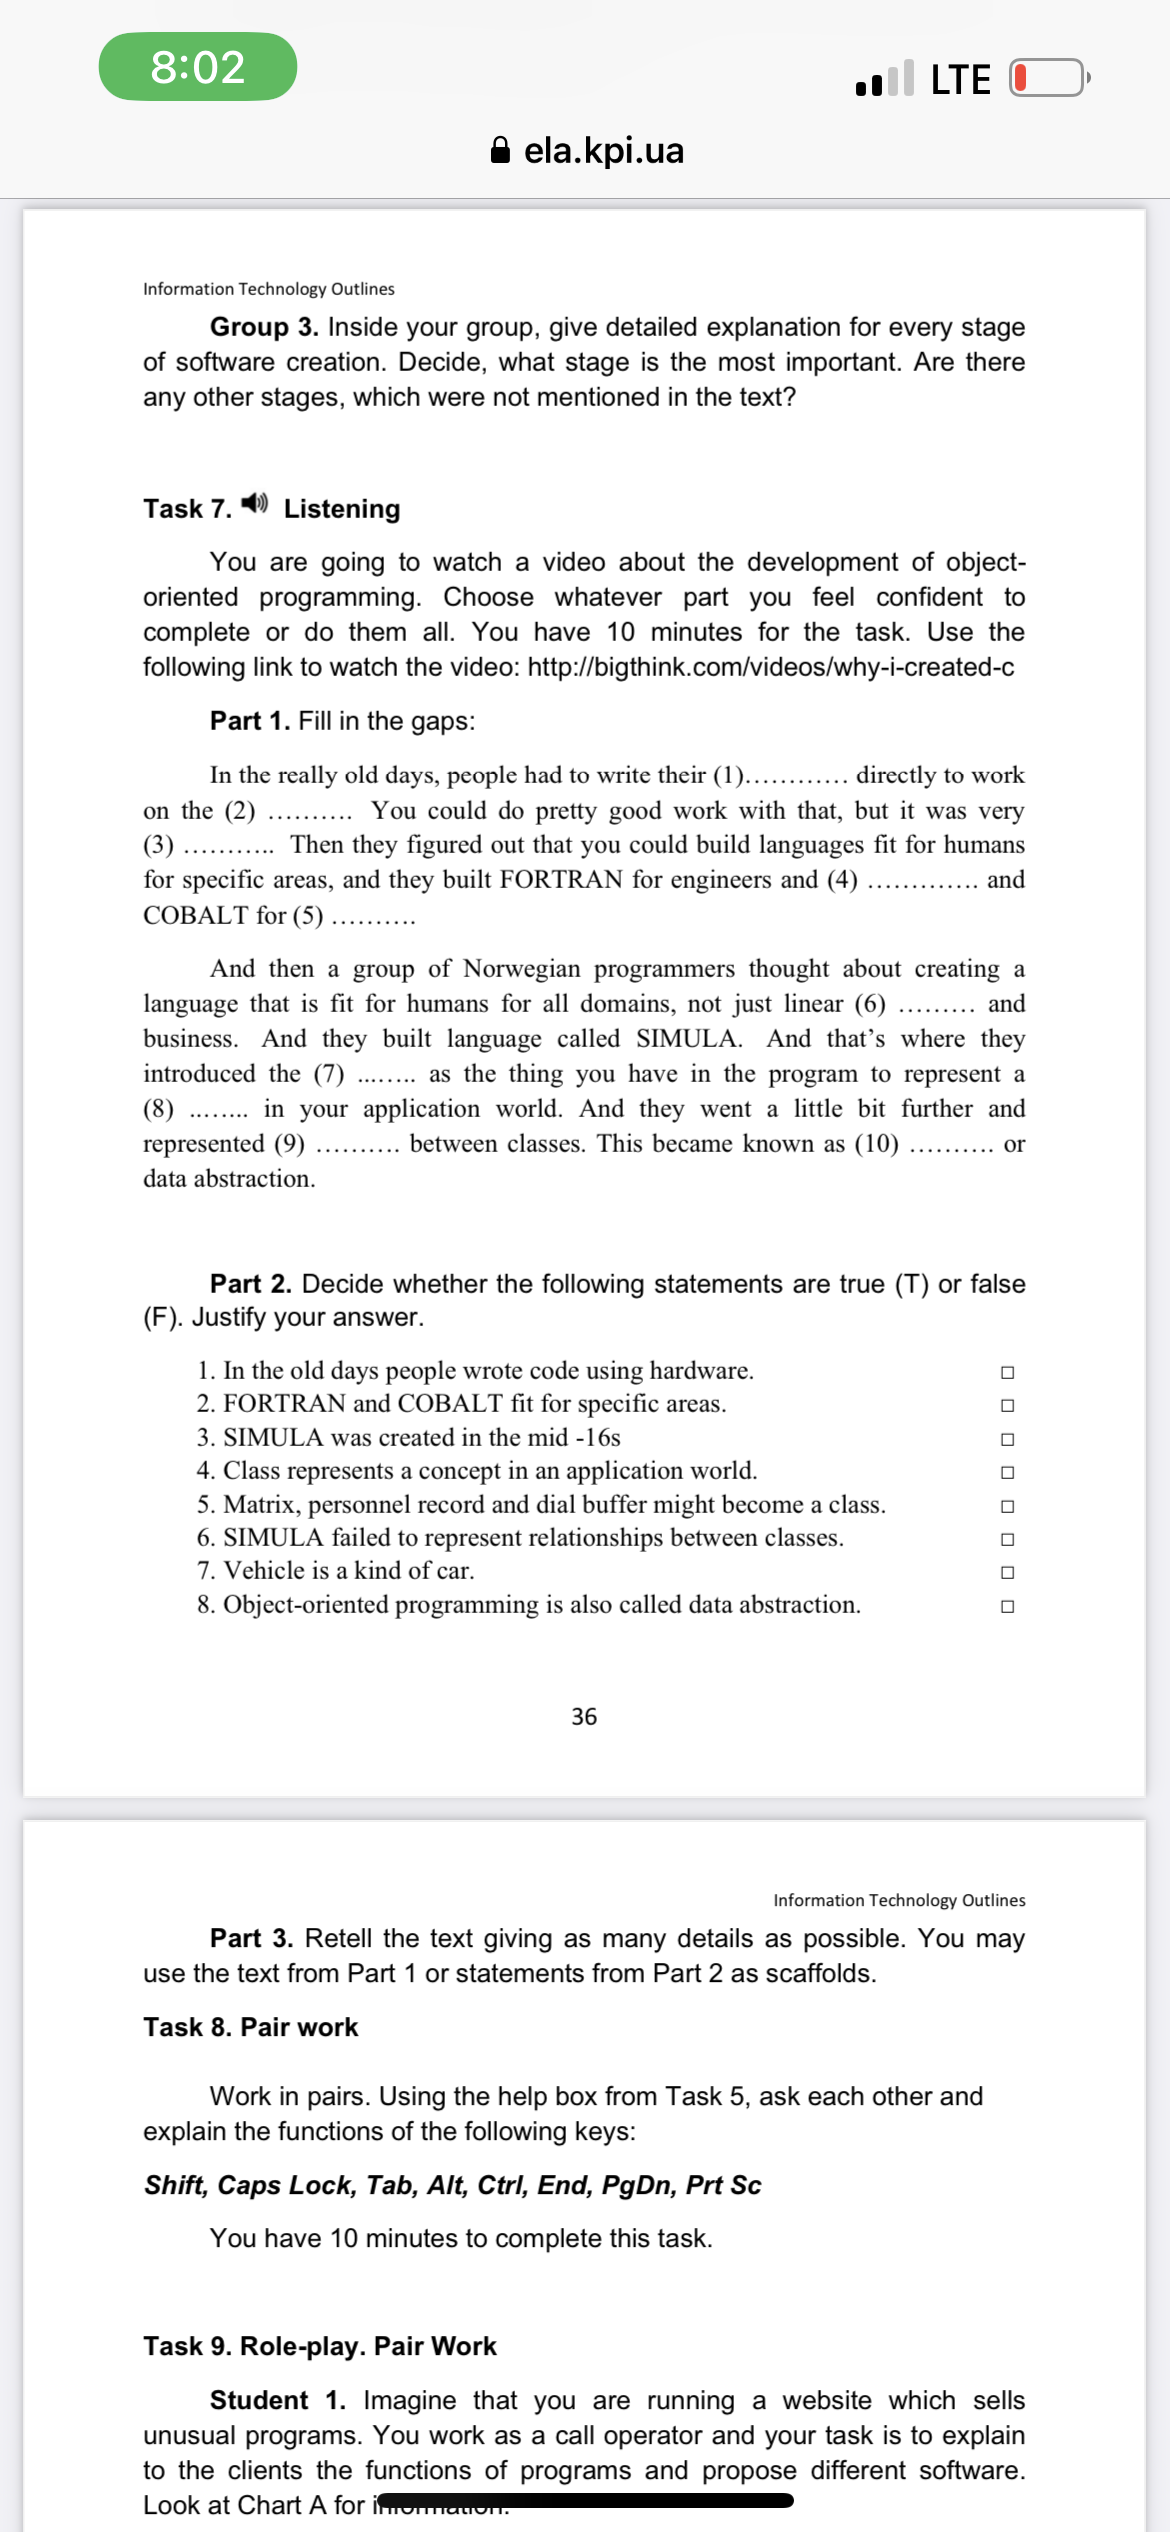 8:02
LTE
ela.kpi.ua
Information Technology Outlines
Group 3. Inside your group, give detailed explanation for every stage
of software creation. Decide, what stage is the most important. Are there
any other stages, which were not mentioned in the text?
Task 7. Listening
You are going to watch a video about the development of object-
oriented programming. Choose whatever part you feel confident to
complete or do them all. You have 10 minutes for the task. Use the
following link to watch the video: http://bigthink.com/videos/why-i-created-c
Part 1. Fill in the gaps:
In the really old days, people had to write their (1)………… directly to work
on the (2) ………. You could do pretty good work with that, but it was very
(3) ……….. Then they figured out that you could build languages fit for humans
for specific areas, and they built FORTRAN for engineers and (4) …………. and
COBALT for (5) ……….
And then a group of Norwegian programmers thought about creating a
language that is fit for humans for all domains, not just linear (6) ……… and
business. And they built language called SIMULA. And that’s where they
introduced the (7) ...….. as the thing you have in the program to represent a
(8) ...….. in your application world. And they went a little bit further and
represented (9) ………. between classes. This became known as (10) ………. or
data abstraction.
Part 2. Decide whether the following statements are true (T) or false
(F). Justify your answer.
1. In the old days people wrote code using hardware. □
2. FORTRAN and COBALT fit for specific areas. □
3. SIMULA was created in the mid -16s □
4. Class represents a concept in an application world. □
5. Matrix, personnel record and dial buffer might become a class. □
6. SIMULA failed to represent relationships between classes. □
7. Vehicle is a kind of car. □
8. Object-oriented programming is also called data abstraction. □
36
Information Technology Outlines
Part 3. Retell the text giving as many details as possible. You may
use the text from Part 1 or statements from Part 2 as scaffolds.
Task 8. Pair work
Work in pairs. Using the help box from Task 5, ask each other and
explain the functions of the following keys:
Shift, Caps Lock, Tab, Alt, Ctrl, End, PgDn, Prt Sc
You have 10 minutes to complete this task.
Task 9. Role-play. Pair Work
Student 1. Imagine that you are running a website which sells
unusual programs. You work as a call operator and your task is to explain
to the clients the functions of programs and propose different software.
Look at Chart A for information.